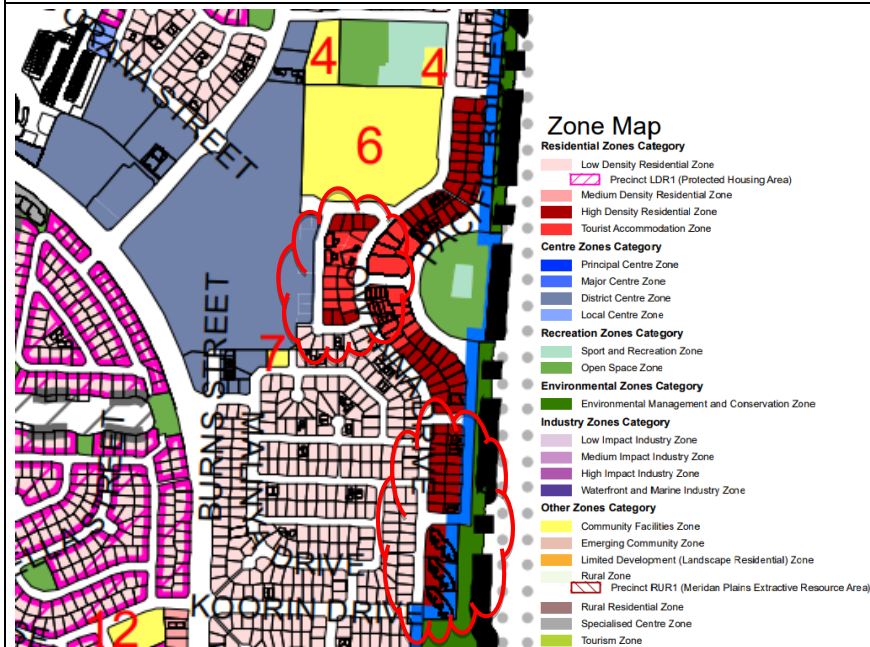 4
4
6
7
12
BURNS STREET
DRIVE
KOORIN DRIVE
Zone Map
Residential Zones Category
Low Density Residential Zone
Precinct LDR1 (Protected Housing Area)
Medium Density Residential Zone
High Density Residential Zone
Tourist Accommodation Zone
Centre Zones Category
Principal Centre Zone
Major Centre Zone
District Centre Zone
Local Centre Zone
Recreation Zones Category
Sport and Recreation Zone
Open Space Zone
Environmental Zones Category
Environmental Management and Conservation Zone
Industry Zones Category
Low Impact Industry Zone
Medium Impact Industry Zone
High Impact Industry Zone
Waterfront and Marine Industry Zone
Other Zones Category
Community Facilities Zone
Emerging Community Zone
Limited Development (Landscape Residential) Zone
Rural Zone
Precinct RUR1 (Meridan Plains Extractive Resource Area)
Rural Residential Zone
Specialised Centre Zone
Tourism Zone